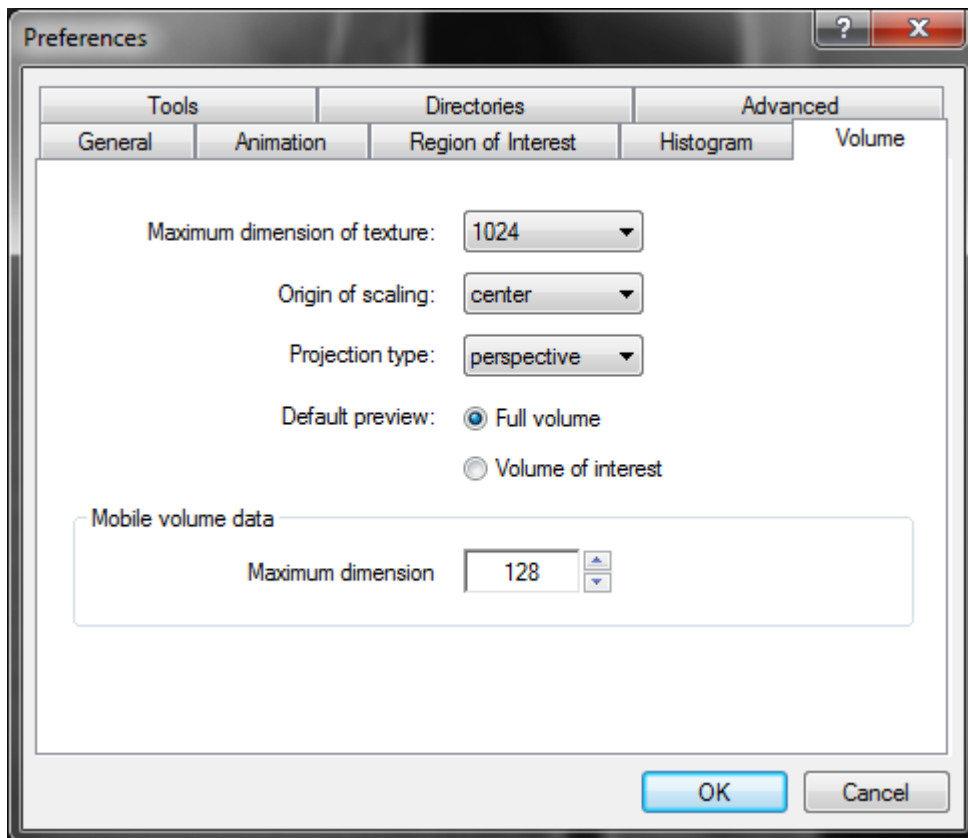 Preferences
? X
Tools Directories Advanced
General Animation Region of Interest Histogram Volume
Maximum dimension of texture: 1024
Origin of scaling: center
Projection type: perspective
Default preview: Full volume
Volume of interest
Mobile volume data
Maximum dimension 128
OK Cancel